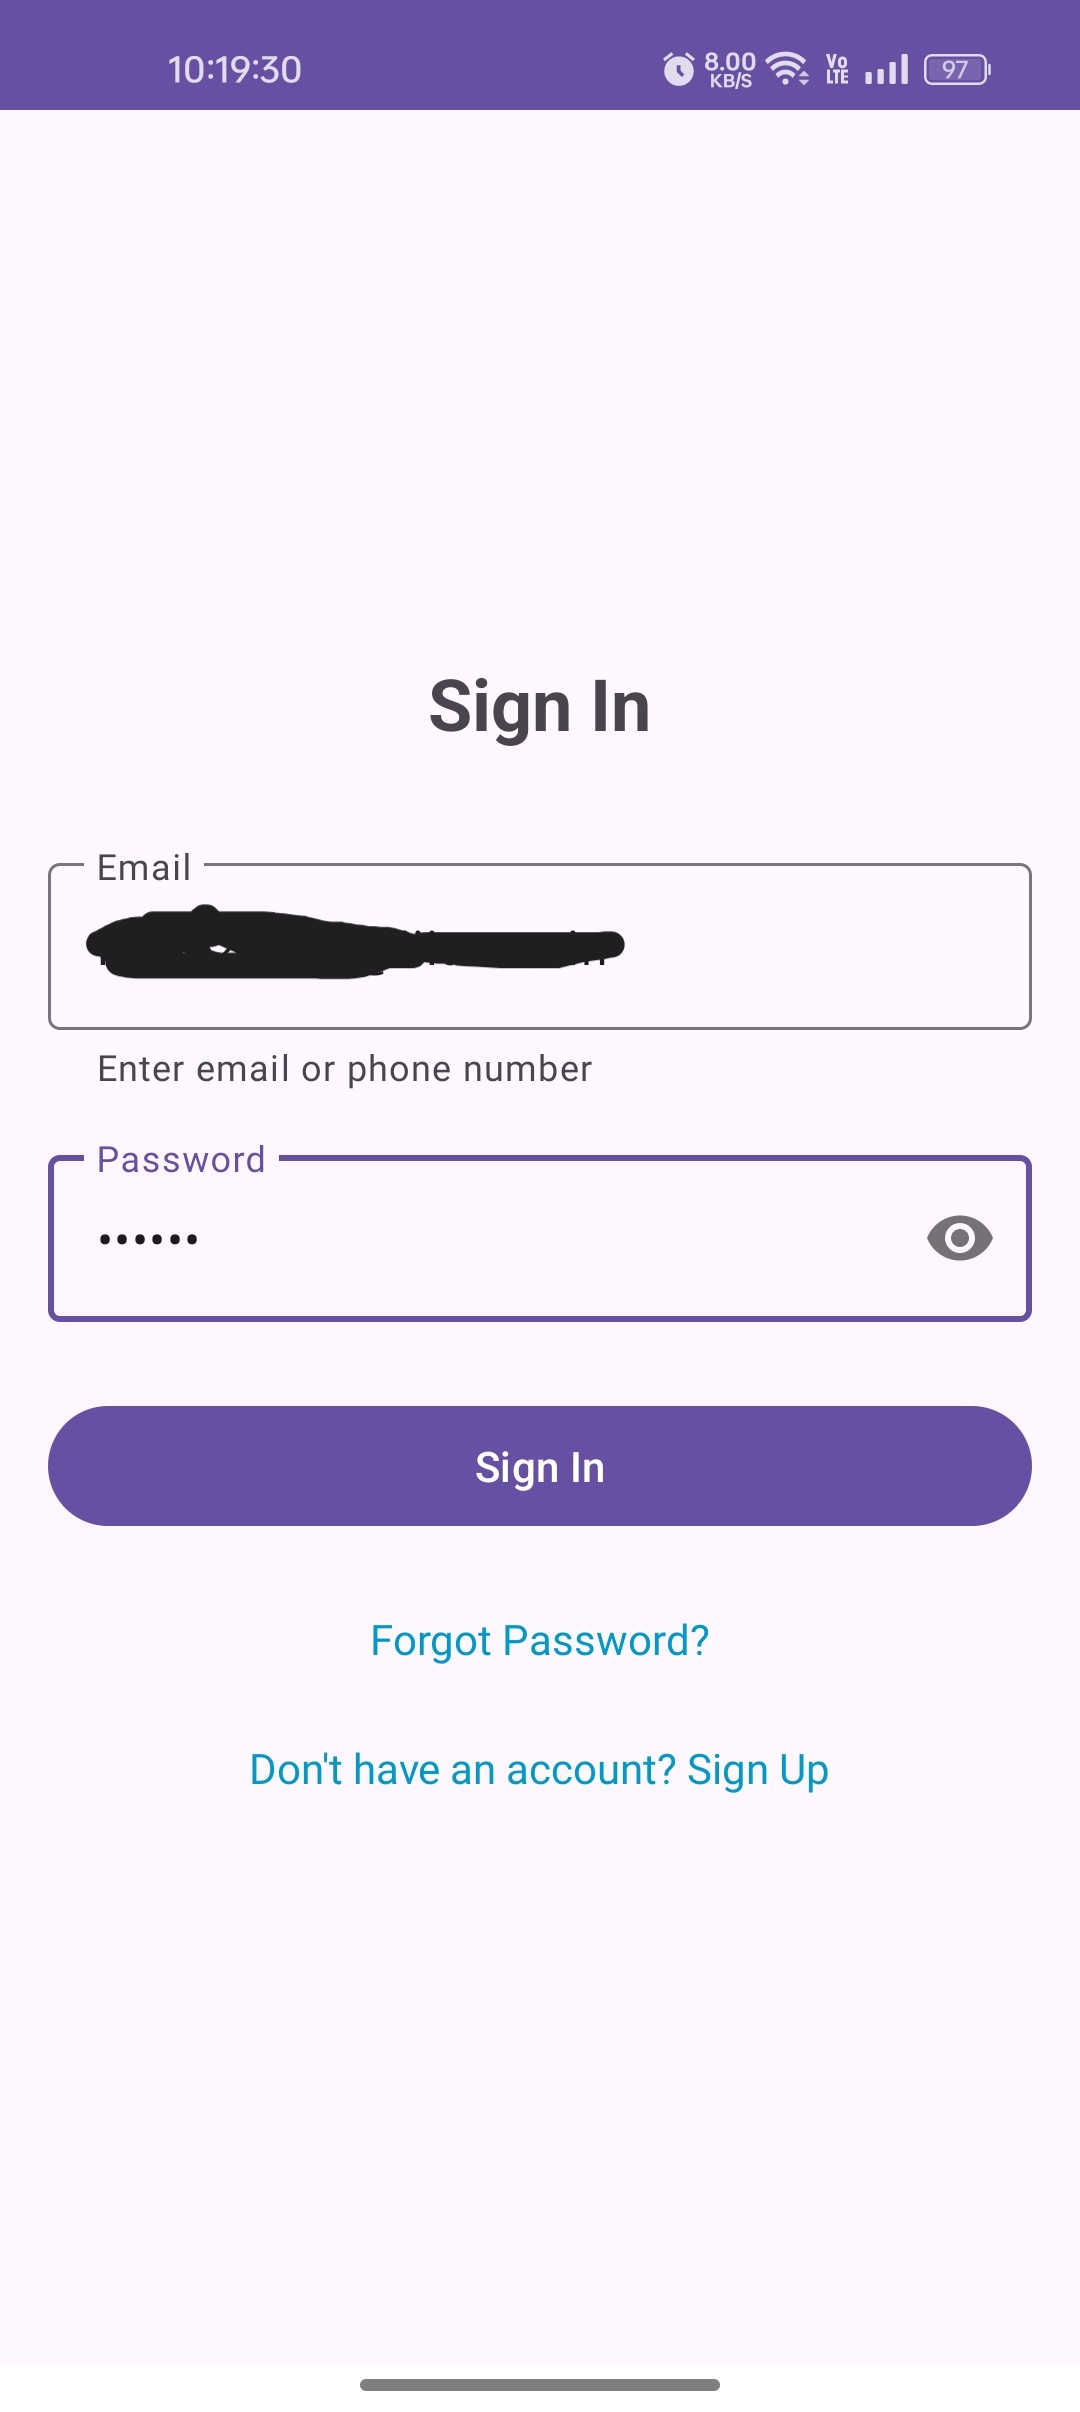 10:19:30
8.00
KB/S
Vo
LTE
97
Sign In
Email
Enter email or phone number
Password
••••••
Sign In
Forgot Password?
Don't have an account? Sign Up